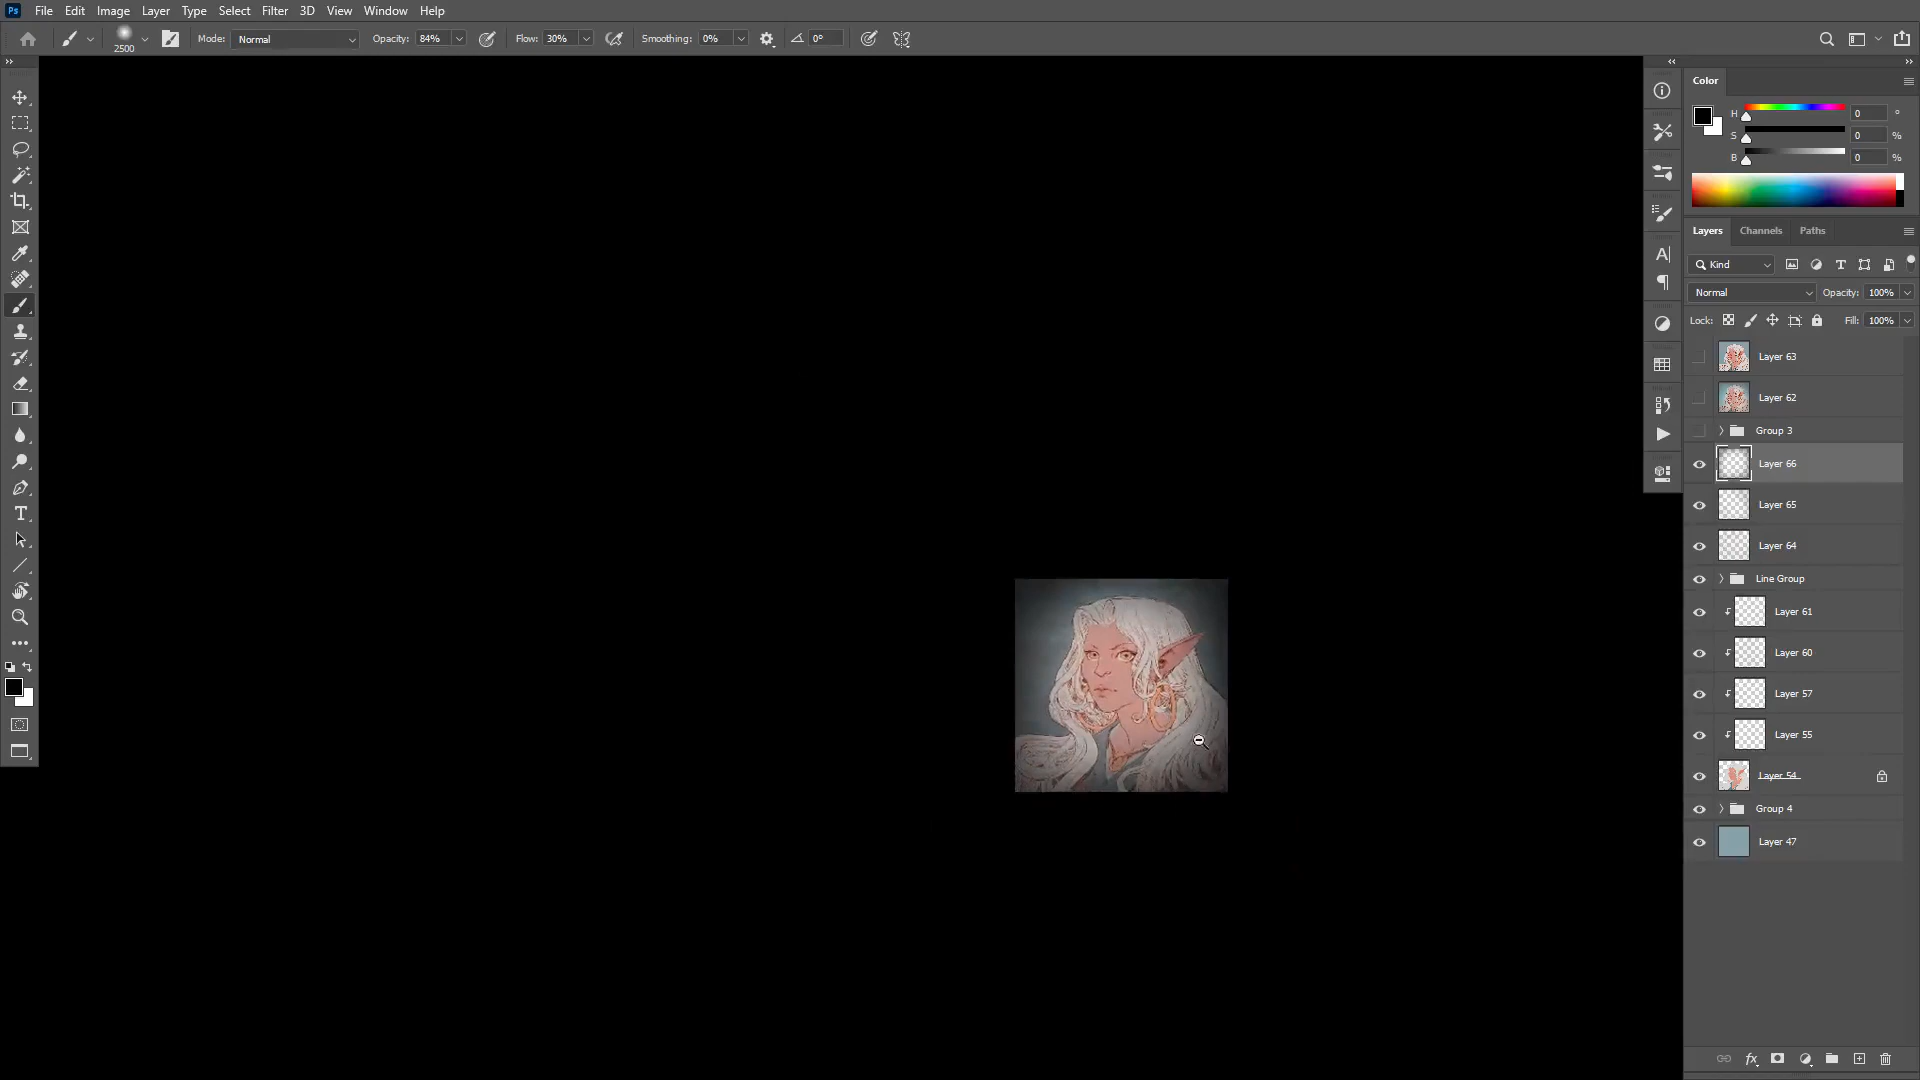 Ps File Edit Image Layer Type Select Filter 3D View Window Help
2500 Mode: Normal Opacity: 84% Flow: 30% Smoothing: 0% 0°
Color
H 0 °
S 0 %
B 0 %
Layers Channels Paths
Kind
Normal Opacity: 100%
Lock: Fill: 100%
Layer 63
Layer 62
Group 3
Layer 66
Layer 65
Layer 64
Line Group
Layer 61
Layer 60
Layer 57
Layer 55
Layer 54
Group 4
Layer 47